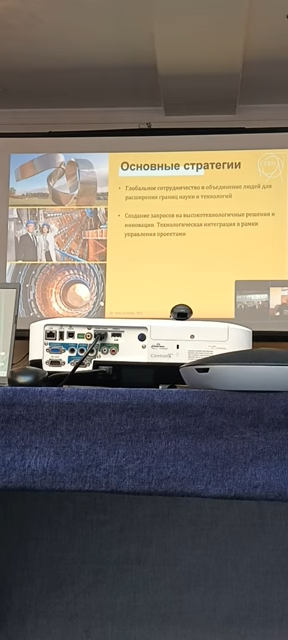 Основные стратегии
• Глобальное сотрудничество и объединение людей для
расширения границ науки и технологий
• Создание запросов на высокотехнологичные решения и
инновации. Технологическая интеграция в рамки
управления проектами